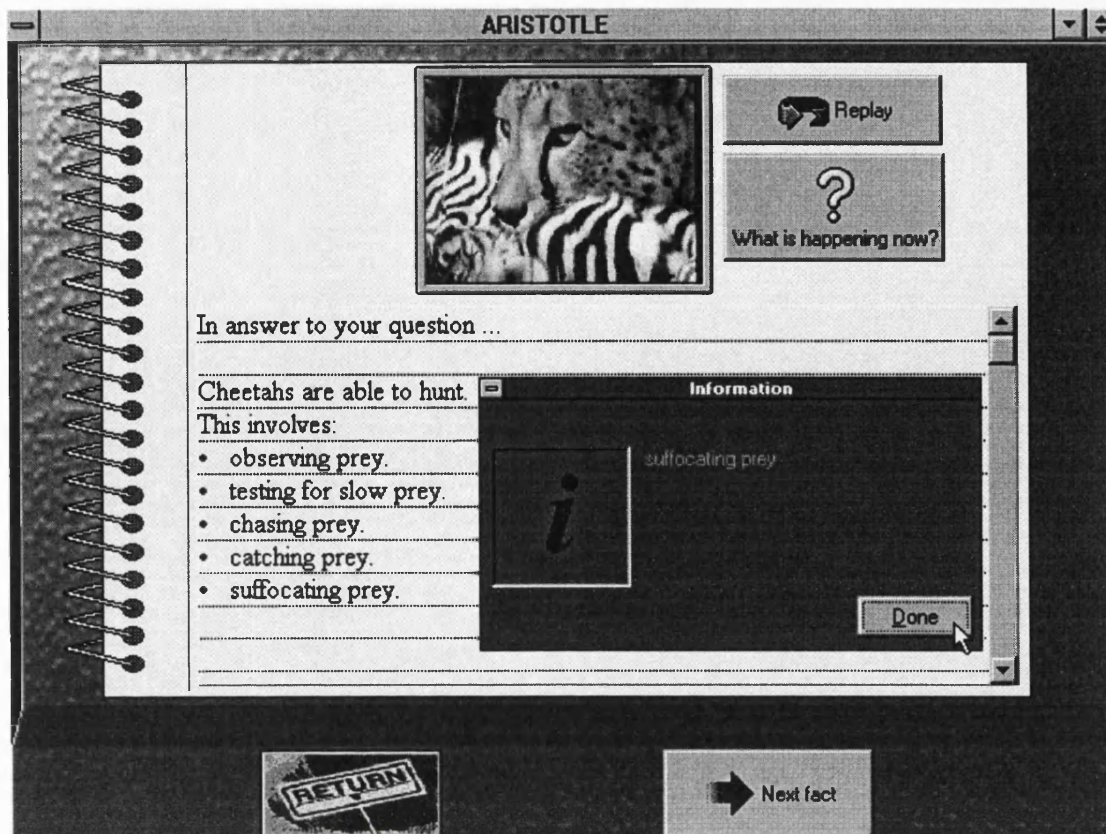 ARISTOTLE
Replay
What is happening now?
In answer to your question ...
Cheetahs are able to hunt.
This involves:
• observing prey.
• testing for slow prey.
• chasing prey.
• catching prey.
• suffocating prey.
Information
i
suffocating prey
Done
RETURN
Next fact